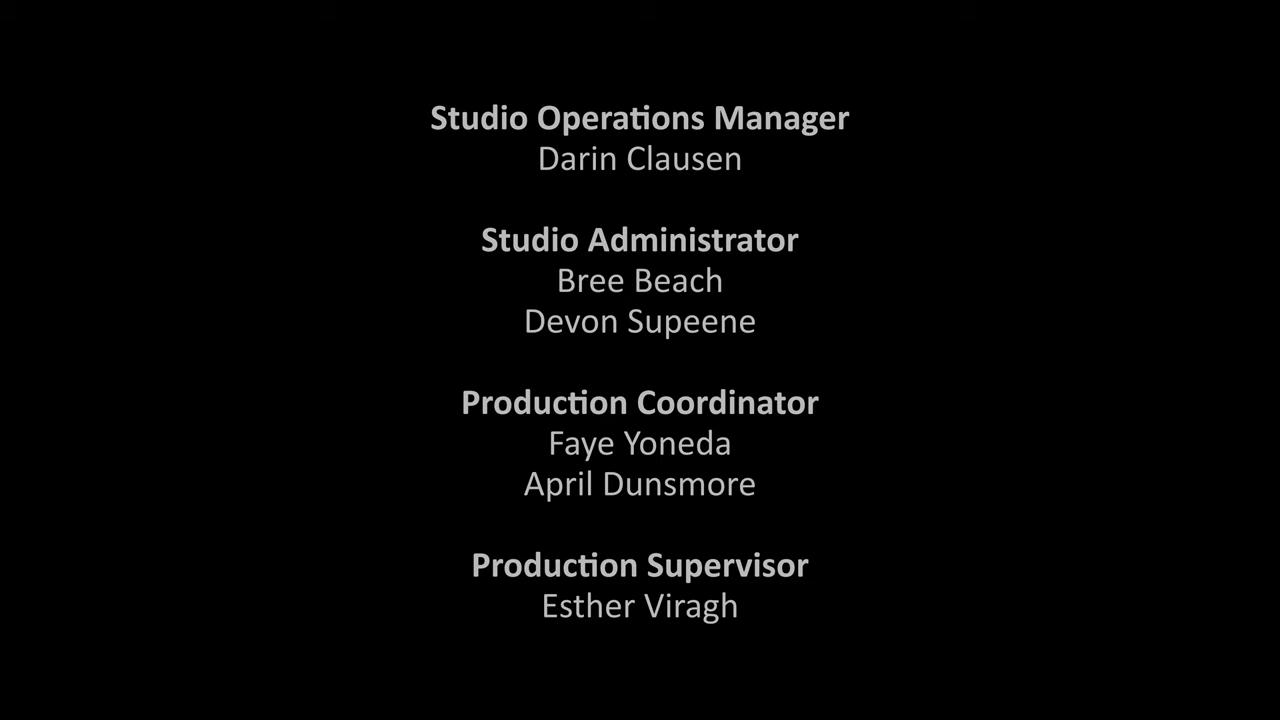 Studio Operations Manager
Darin Clausen
Studio Administrator
Bree Beach
Devon Supeene
Production Coordinator
Faye Yoneda
April Dunsmore
Production Supervisor
Esther Viragh